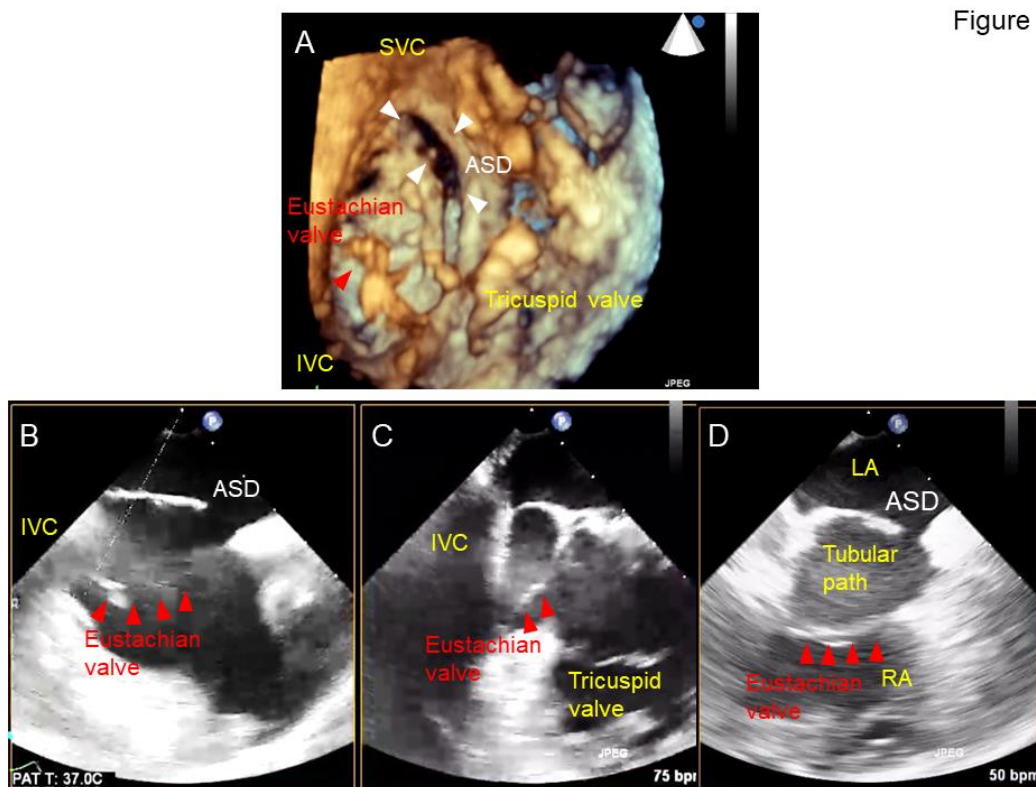 Figure
A
SVC
ASD
Eustachian
valve
Tricuspid valve
IVC
JPEG
B
P
ASD
IVC
Eustachian
valve
PAT T: 37.0C
C
P
IVC
Eustachian
valve
Tricuspid
valve
JPEG
75 bpm
D
P
LA
ASD
Tubular
path
Eustachian
valve
RA
JPEG
50 bpm